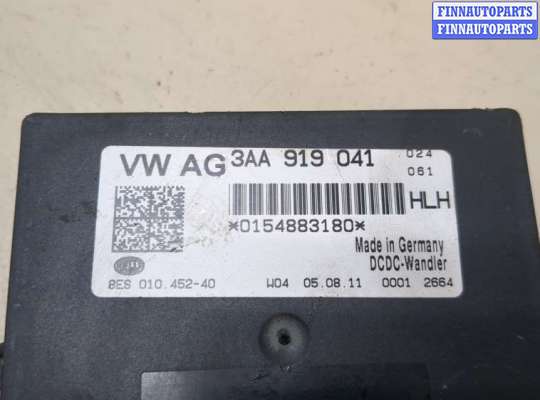 FINNAUTOPARTS
FINNAUTOPARTS
VW AG 3AA 919 041 024
061
HLH
*0154883180*
Made in Germany
DCDC-Wandler
8ES 010.452-40 W04 05.08.11 0001 2664